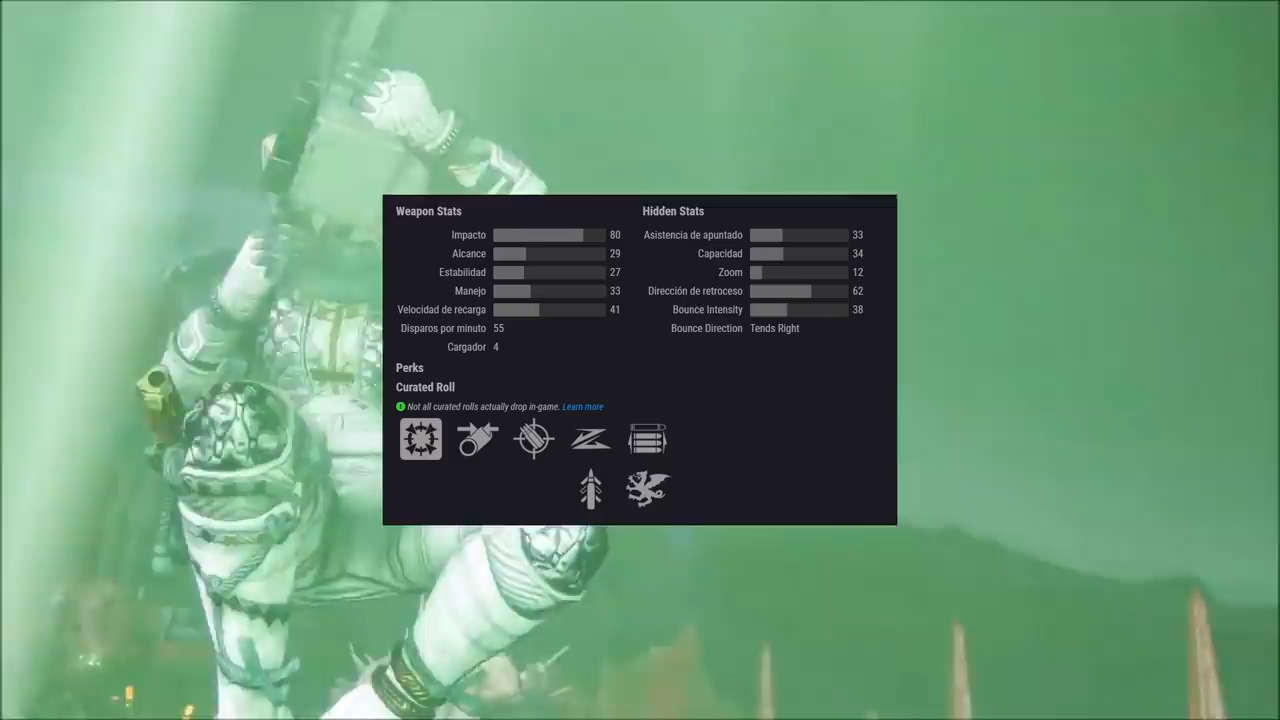 Weapon Stats
Impacto 80
Alcance 29
Estabilidad 27
Manejo 33
Velocidad de recarga 41
Disparos por minuto 55
Cargador 4
Hidden Stats
Asistencia de apuntado 33
Capacidad 34
Zoom 12
Dirección de retroceso 62
Bounce Intensity 38
Bounce Direction Tends Right
Perks
Curated Roll
Not all curated rolls actually drop in-game. Learn more